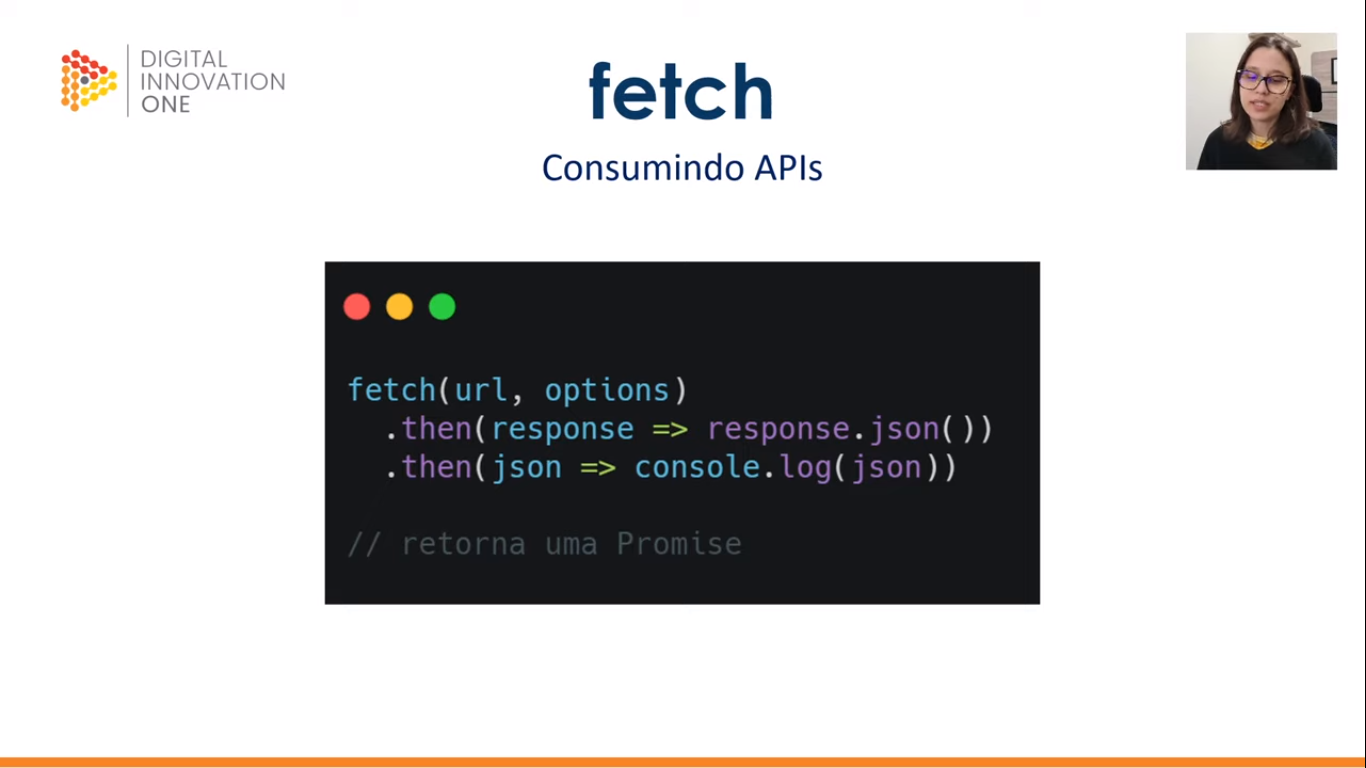 DIGITAL
INNOVATION
ONE
fetch
Consumindo APIs
fetch(url, options)
  .then(response => response.json())
  .then(json => console.log(json))
// retorna uma Promise